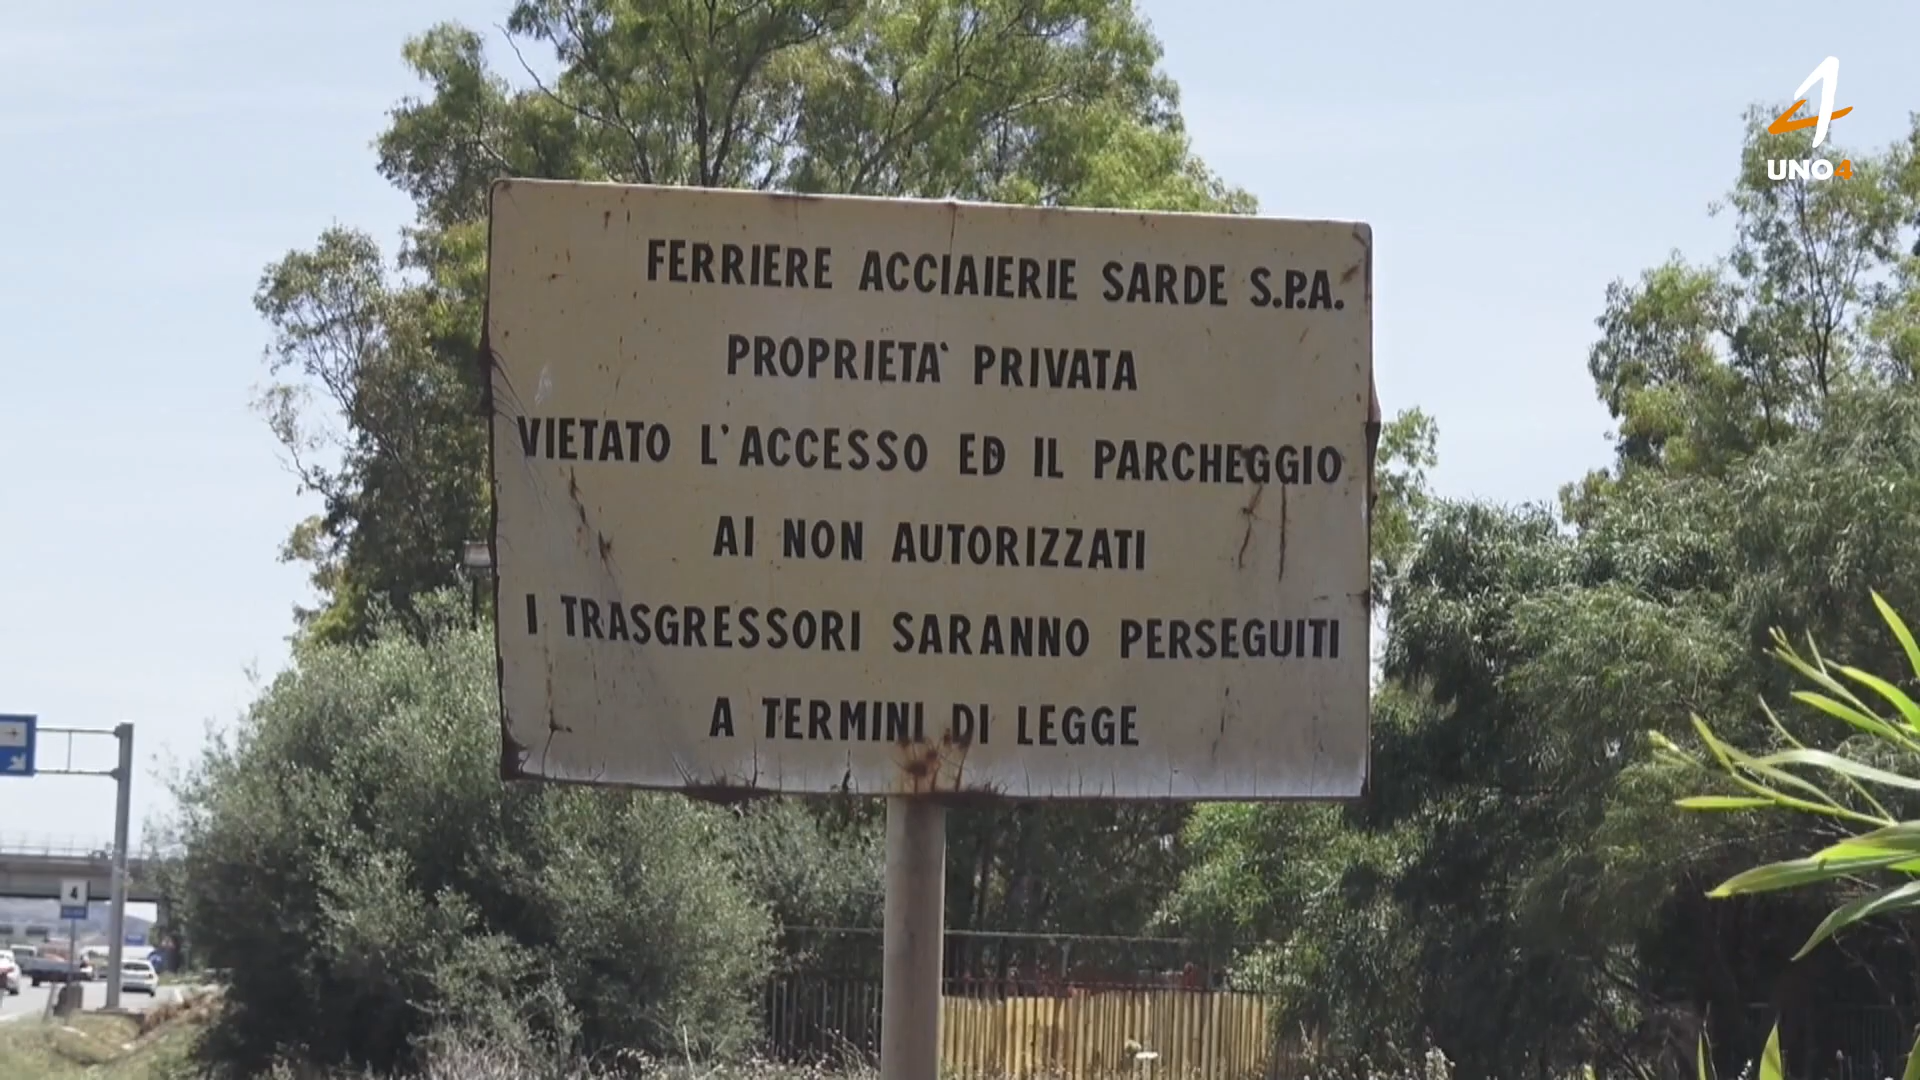 UNO4
FERRIERE ACCIAIERIE SARDE S.P.A.
PROPRIETA' PRIVATA
VIETATO L'ACCESSO ED IL PARCHEGGIO
AI NON AUTORIZZATI
I TRASGRESSORI SARANNO PERSEGUITI
A TERMINI DI LEGGE
4